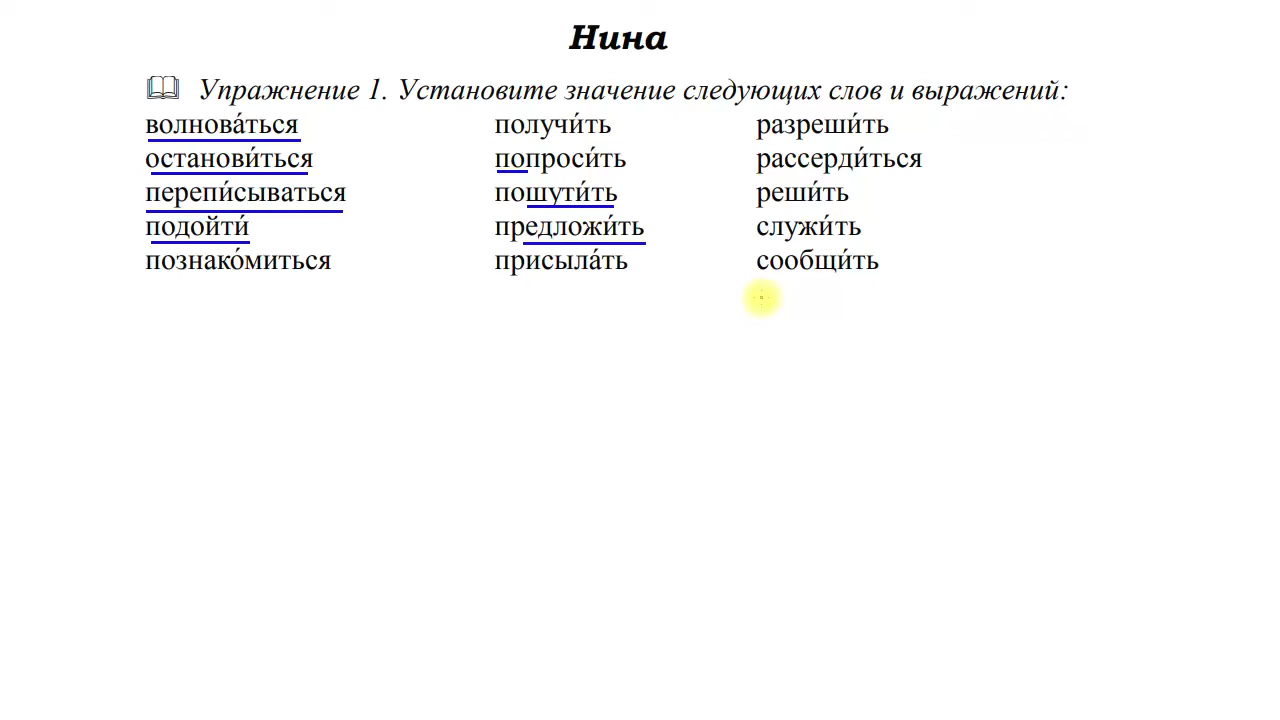 Нина
Упражнение 1. Установите значение следующих слов и выражений:
волнова́ться получи́ть разреши́ть
останови́ться попроси́ть рассерди́ться
перепи́сываться пошути́ть реши́ть
подойти́ предложи́ть служи́ть
познако́миться присыла́ть сообщи́ть